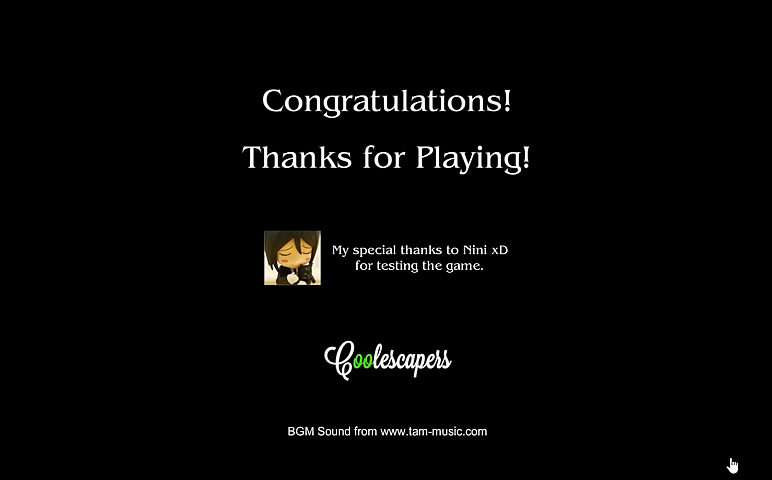 Congratulations!
Thanks for Playing!
My special thanks to Nini xD
for testing the game.
Coolescapers
BGM Sound from www.tam-music.com